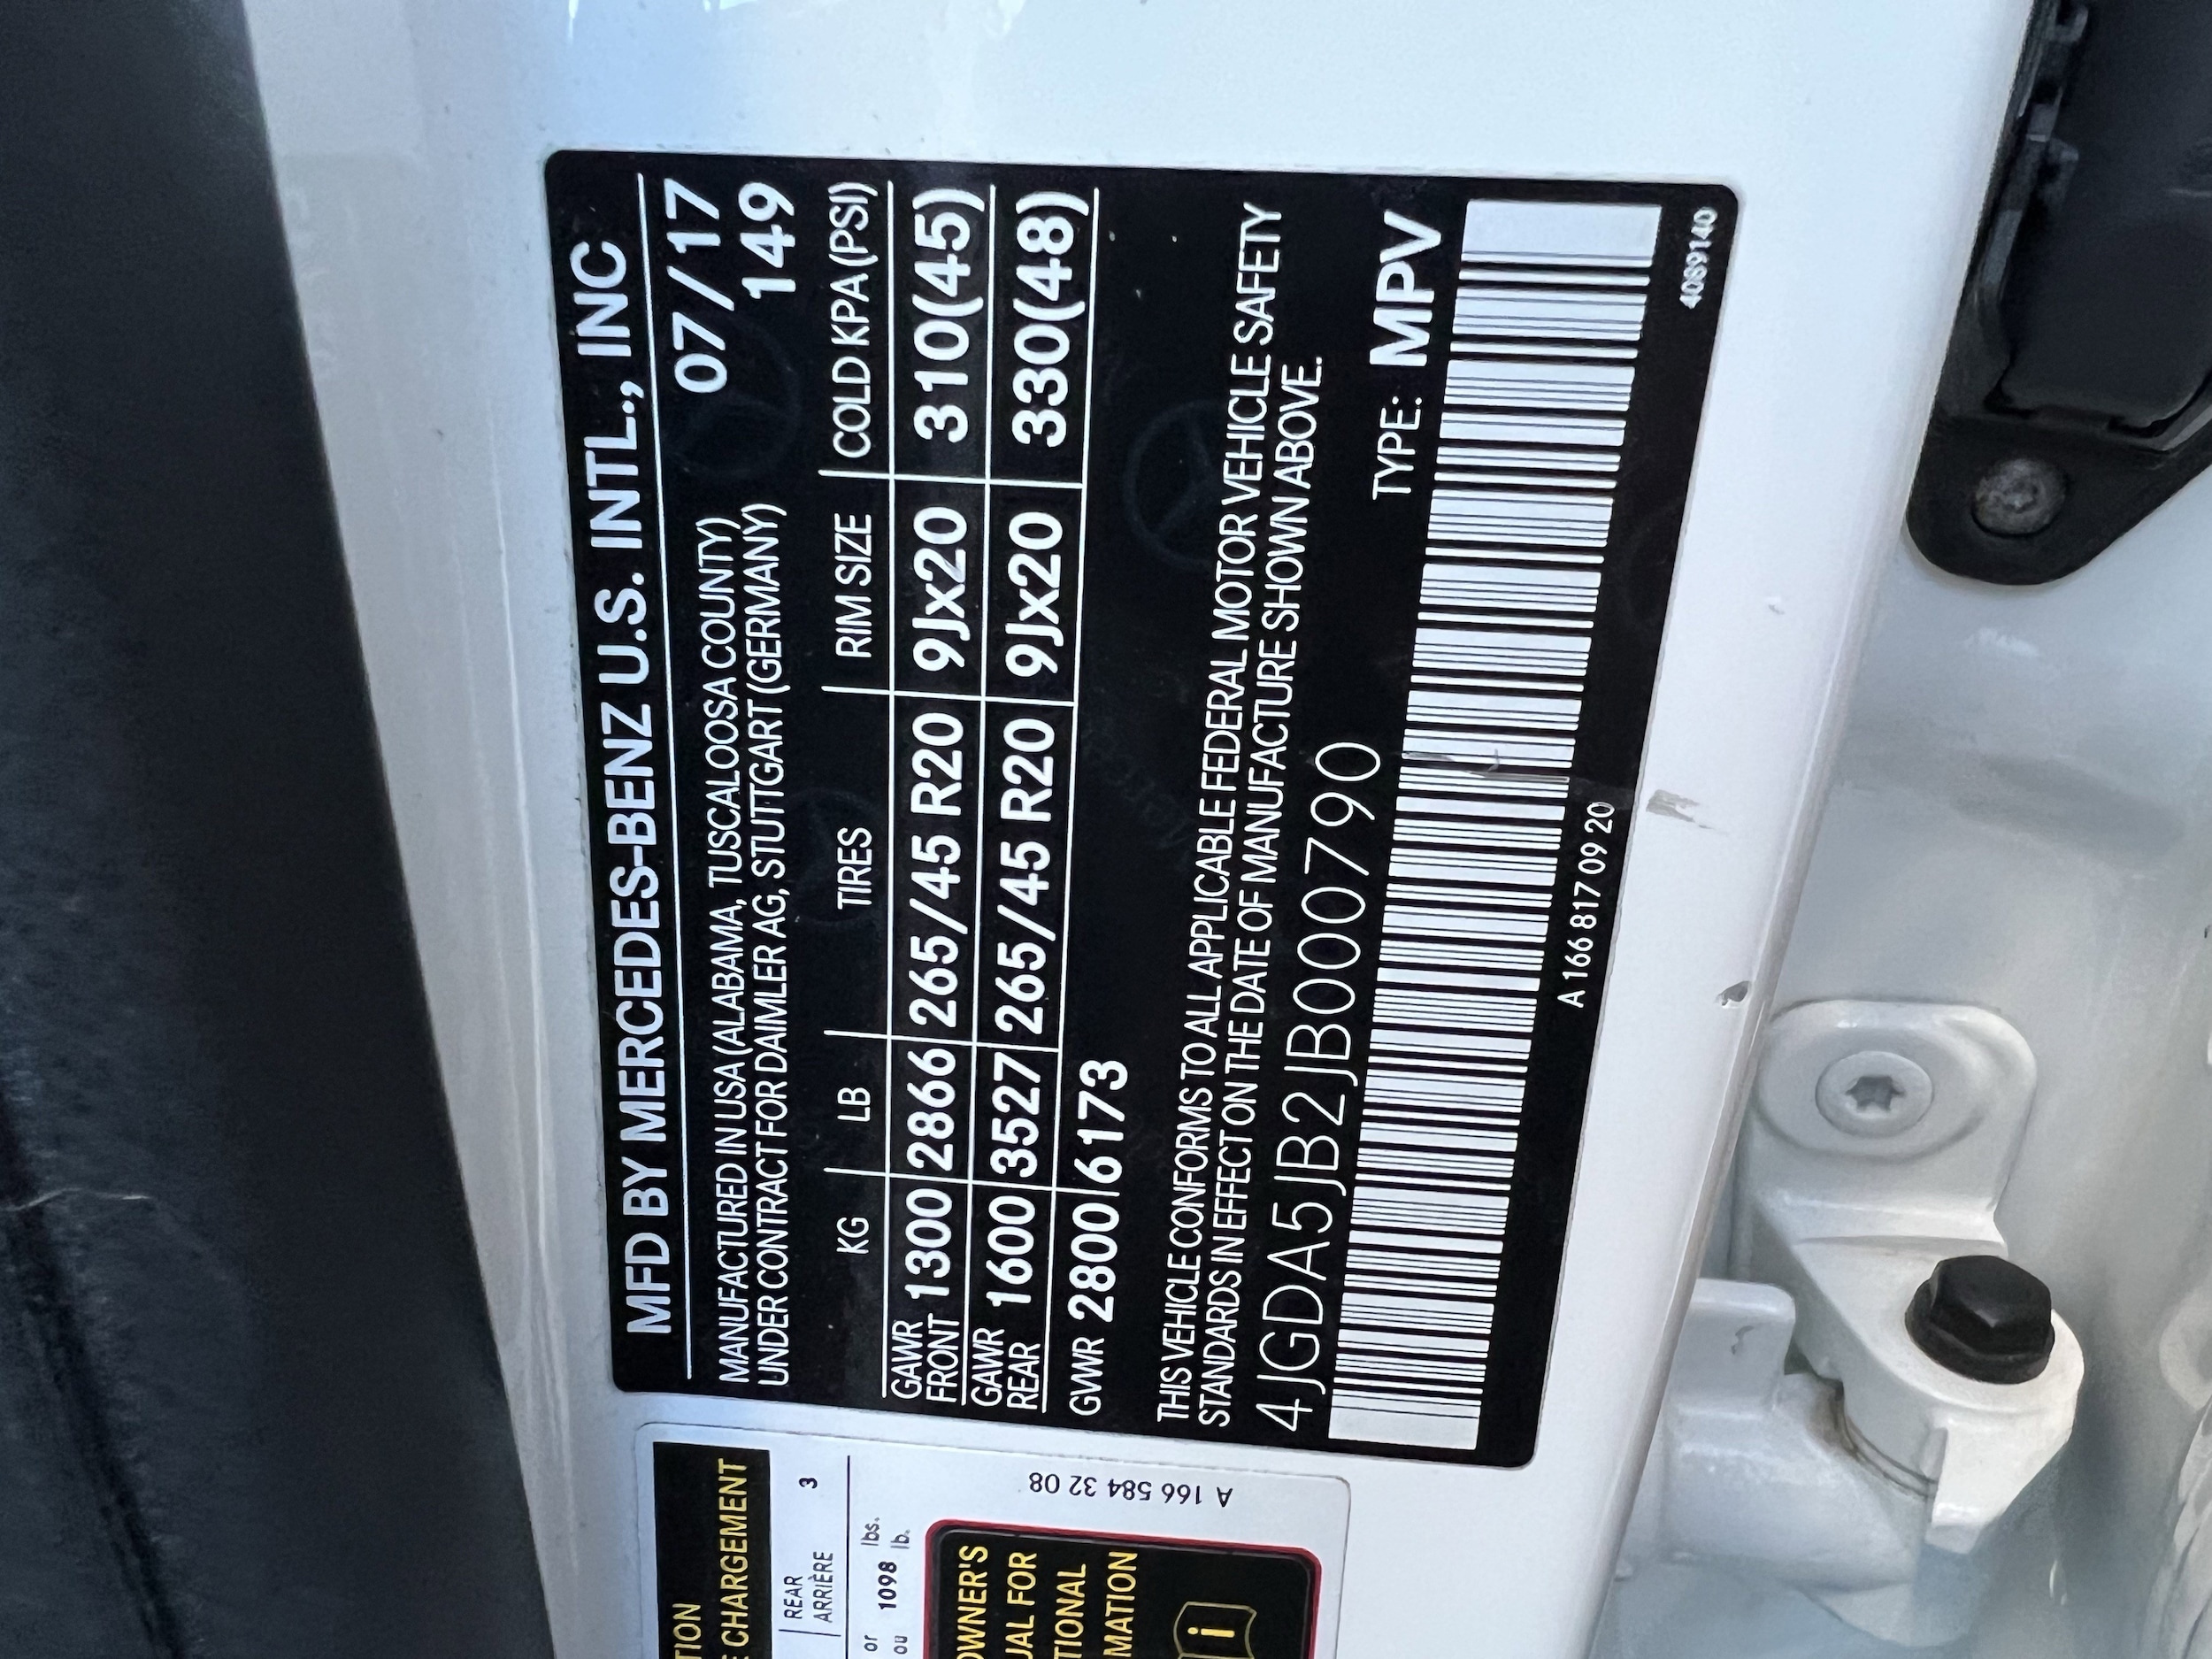 MFD BY MERCEDES-BENZ U.S. INTL., INC
MANUFACTURED IN USA (ALABAMA, TUSCALOOSA COUNTY) 07/17
UNDER CONTRACT FOR DAIMLER AG, STUTTGART (GERMANY) 149
KG LB TIRES RIM SIZE COLD KPA(PSI)
GAWR FRONT 1300 2866 265/45 R20 9Jx20 310(45)
GAWR REAR 1600 3527 265/45 R20 9Jx20 330(48)
GVWR 2800 6173
THIS VEHICLE CONFORMS TO ALL APPLICABLE FEDERAL MOTOR VEHICLE SAFETY
STANDARDS IN EFFECT ON THE DATE OF MANUFACTURE SHOWN ABOVE.
4JGDA5JB2JB000790 TYPE: MPV
A 166 817 09 20
4089140
TION
E CHARGEMENT
REAR
ARRIÈRE 3
or 1098 lbs.
ou lb.
OWNER'S
UAL FOR
TIONAL
MATION
i
A 166 584 32 08